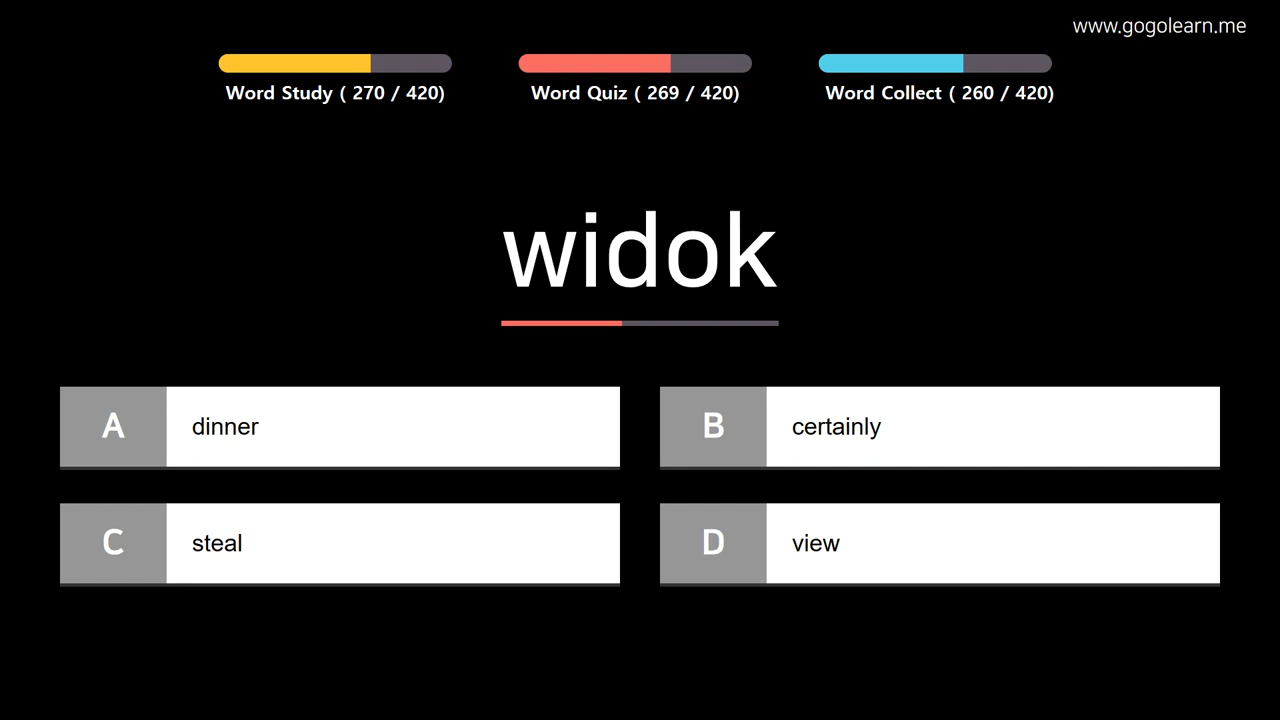 www.gogolearn.me
Word Study ( 270 / 420)
Word Quiz ( 269 / 420)
Word Collect ( 260 / 420)
widok
A dinner
B certainly
C steal
D view